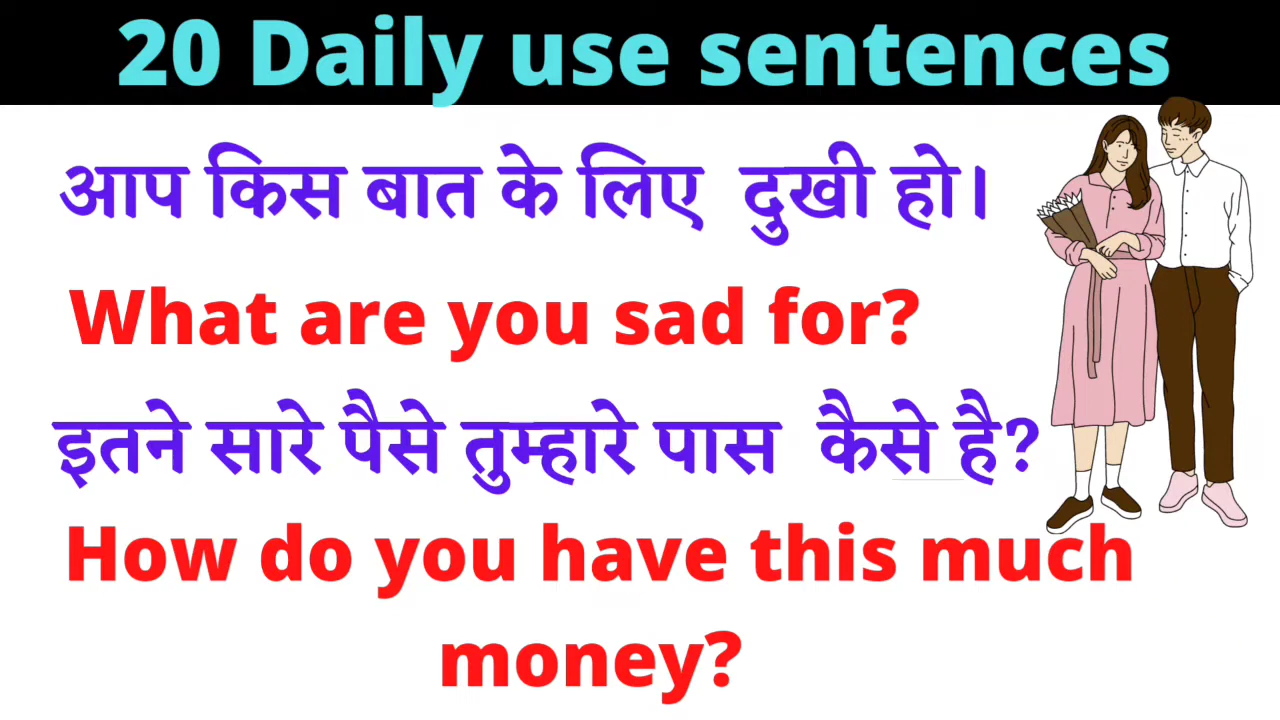 20 Daily use sentences
आप किस बात के लिए दुखी हो।
What are you sad for?
इतने सारे पैसे तुम्हारे पास कैसे है?
How do you have this much
money?